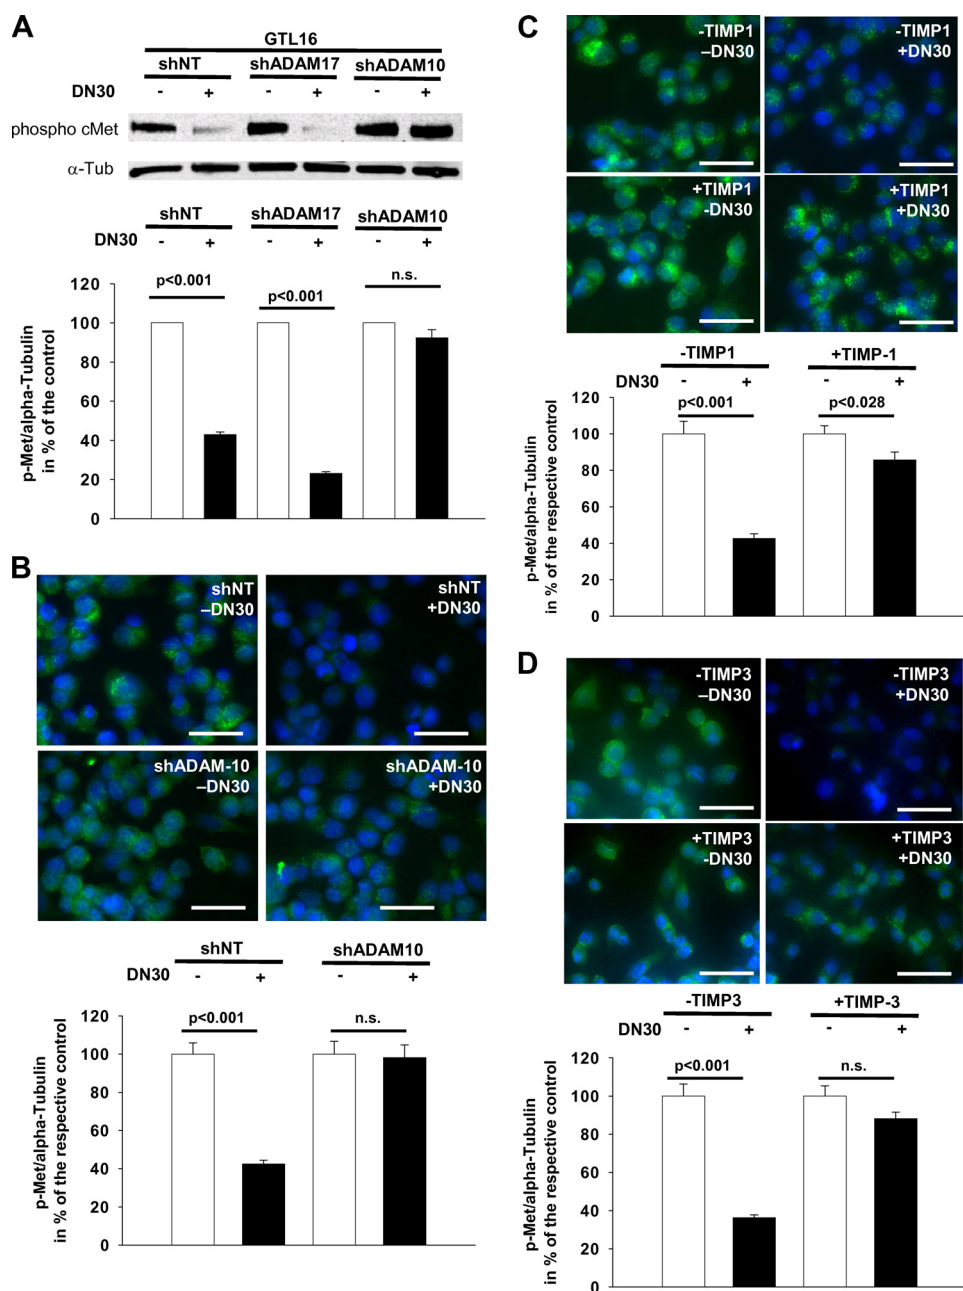 A
GTL16
shNT shADAM17 shADAM10
DN30 - + - + - +
phospho cMet
α-Tub
shNT shADAM17 shADAM10
DN30 - + - + - +
p-Met/alpha-Tubulin
in % of the control
120
100
80
60
40
20
0
p<0.001
p<0.001
n.s.
B
shNT
–DN30
shNT
+DN30
shADAM-10
–DN30
shADAM-10
+DN30
shNT shADAM10
DN30 - + - +
p-Met/alpha-Tubulin
in % of the respective control
120
100
80
60
40
20
0
p<0.001
n.s.
C
-TIMP1
–DN30
-TIMP1
+DN30
+TIMP1
-DN30
+TIMP1
+DN30
-TIMP1 +TIMP-1
DN30 - + - +
p-Met/alpha-Tubulin
in % of the respective control
120
100
80
60
40
20
0
p<0.001
p<0.028
D
-TIMP3
–DN30
-TIMP3
+DN30
+TIMP3
-DN30
+TIMP3
+DN30
-TIMP3 +TIMP-3
DN30 - + - +
p-Met/alpha-Tubulin
in % of the respective control
120
100
80
60
40
20
0
p<0.001
n.s.